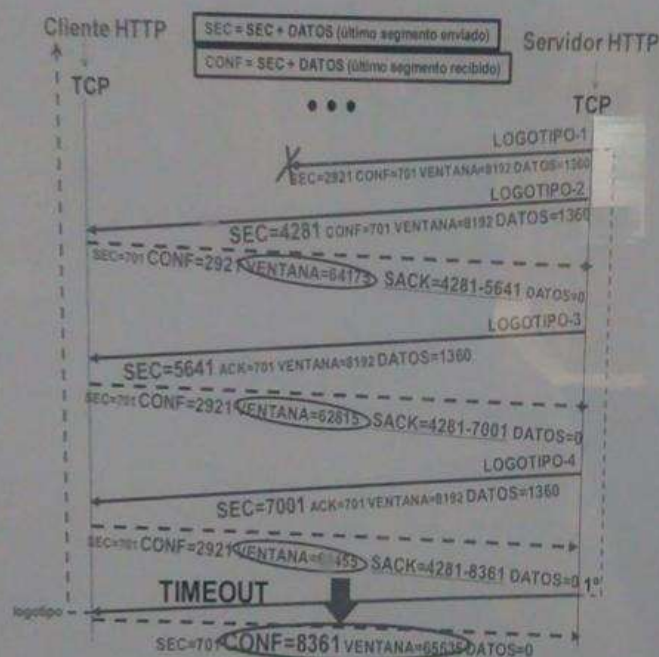 Cliente HTTP
SEC = SEC + DATOS (último segmento enviado)
CONF = SEC + DATOS (último segmento recibido)
Servidor HTTP
TCP
TCP
LOGOTIPO-1
SEC=2921 CONF=701 VENTANA=8192 DATOS=1360
LOGOTIPO-2
SEC=4281 CONF=701 VENTANA=8192 DATOS=1360
SEC=701 CONF=2921 VENTANA=64175 SACK=4281-5641 DATOS=0
LOGOTIPO-3
SEC=5641 ACK=701 VENTANA=8192 DATOS=1360
SEC=701 CONF=2921 VENTANA=62815 SACK=4281-7001 DATOS=0
LOGOTIPO-4
SEC=7001 ACK=701 VENTANA=8192 DATOS=1360
SEC=701 CONF=2921 SACK=4281-8361 DATOS=0
TIMEOUT
1º
logotipo
SEC=701 CONF=8361 VENTANA=65535 DATOS=0